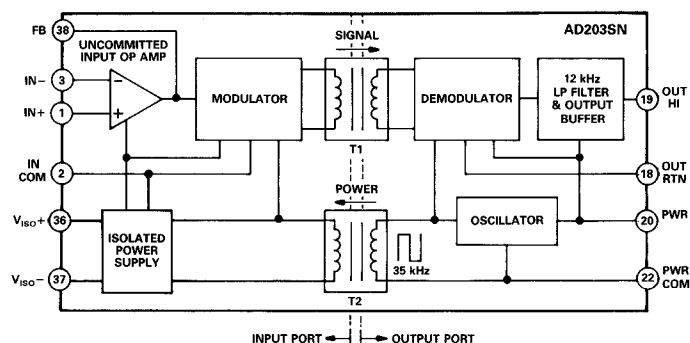 AD203SN
FB 38
UNCOMMITTED
INPUT OP AMP
SIGNAL
IN− 3
−
IN+ 1
+
MODULATOR
T1
DEMODULATOR
12 kHz
LP FILTER
& OUTPUT
BUFFER
19 OUT
HI
IN
COM
2
18 OUT
RTN
POWER
VISO+ 36
ISOLATED
POWER
SUPPLY
VISO− 37
T2
35 kHz
OSCILLATOR
20 PWR
22 PWR
COM
INPUT PORT
OUTPUT PORT